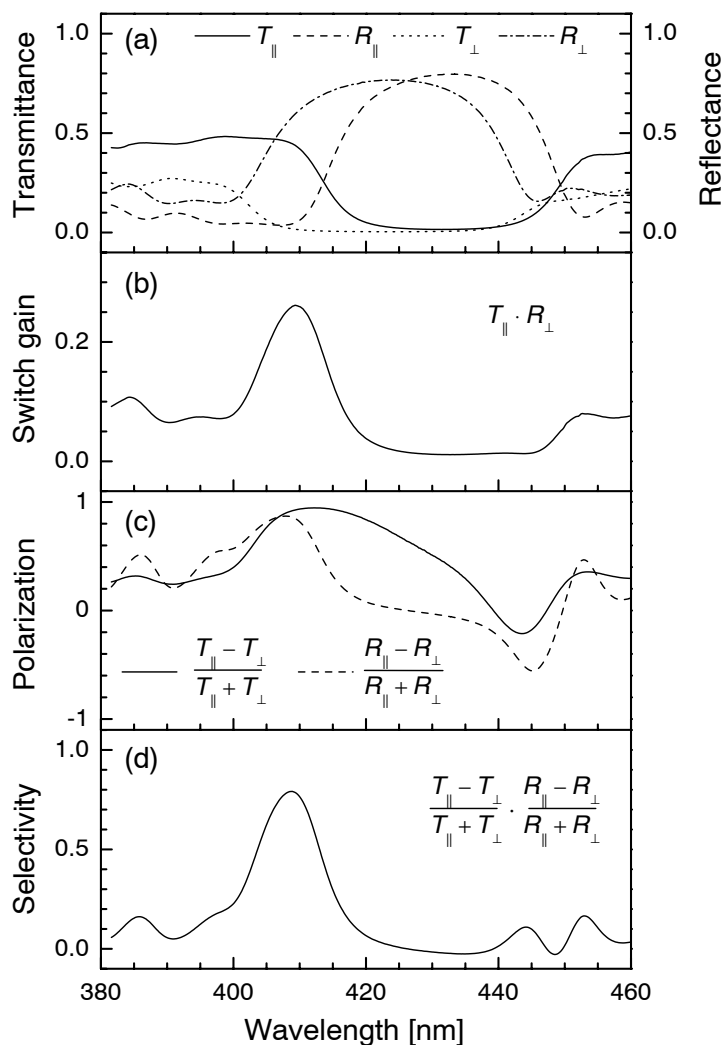 (a) T∥ R∥ T⊥ R⊥
1.0
0.5
0.0
Transmittance
1.0
0.5
0.0
Reflectance
(b)
T∥ · R⊥
0.2
0.0
Switch gain
(c)
1
0
-1
Polarization
T∥ – T⊥
T∥ + T⊥
R∥ – R⊥
R∥ + R⊥
(d)
1.0
0.5
0.0
Selectivity
T∥ – T⊥ · R∥ – R⊥
T∥ + T⊥ R∥ + R⊥
380 400 420 440 460
Wavelength [nm]